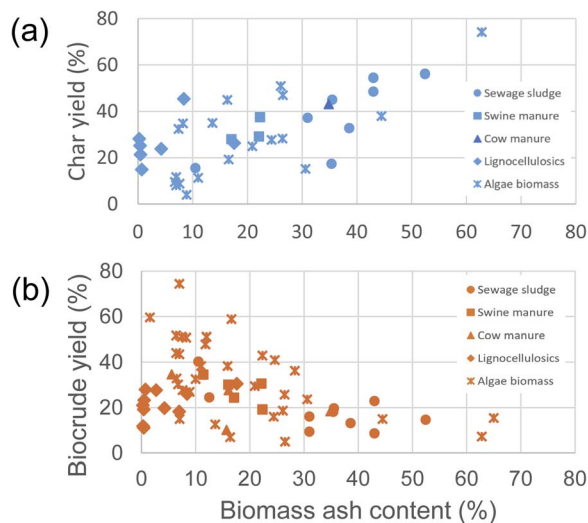 (a)
Char yield (%)
80
60
40
20
0
Sewage sludge
Swine manure
Cow manure
Lignocellulosics
Algae biomass
0 10 20 30 40 50 60 70 80
(b)
Biocrude yield (%)
80
60
40
20
0
Sewage sludge
Swine manure
Cow manure
Lignocellulosics
Algae biomass
0 10 20 30 40 50 60 70 80
Biomass ash content (%)